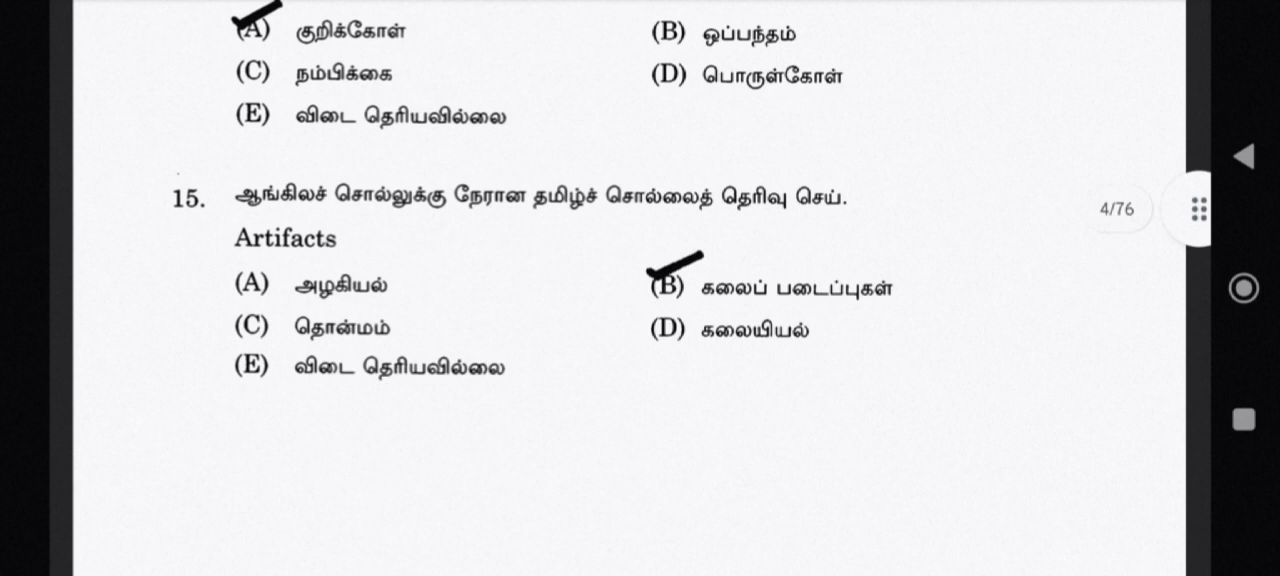 (A) குறிக்கோள் (B) ஒப்பந்தம்
(C) நம்பிக்கை (D) பொருள்கோள்
(E) விடை தெரியவில்லை
15. ஆங்கிலச் சொல்லுக்கு நேரான தமிழ்ச் சொல்லைத் தெரிவு செய்.
4/76
Artifacts
(A) அழகியல் (B) கலைப் படைப்புகள்
(C) தொன்மம் (D) கலையியல்
(E) விடை தெரியவில்லை